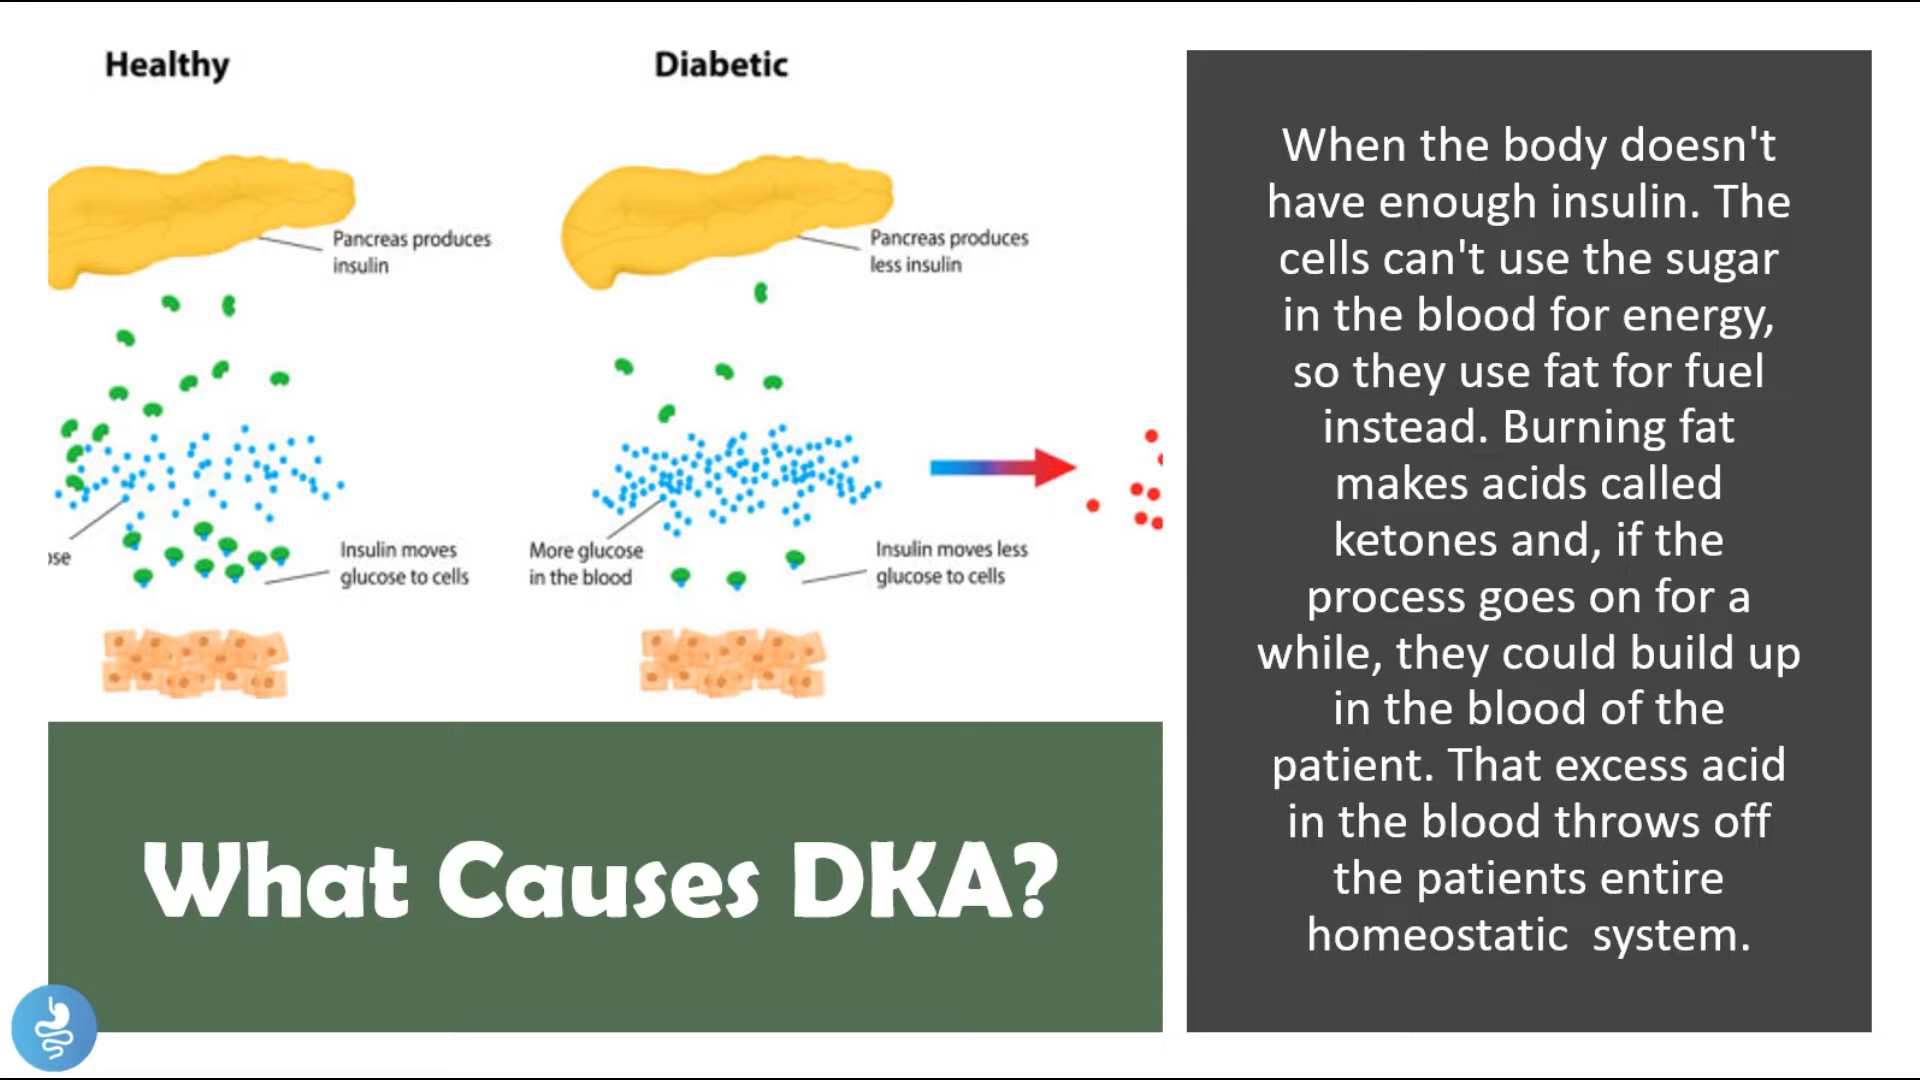 Healthy
Diabetic
Pancreas produces
insulin
Pancreas produces
less insulin
ose
Insulin moves
glucose to cells
More glucose
in the blood
Insulin moves less
glucose to cells
What Causes DKA?
When the body doesn't
have enough insulin. The
cells can't use the sugar
in the blood for energy,
so they use fat for fuel
instead. Burning fat
makes acids called
ketones and, if the
process goes on for a
while, they could build up
in the blood of the
patient. That excess acid
in the blood throws off
the patients entire
homeostatic  system.